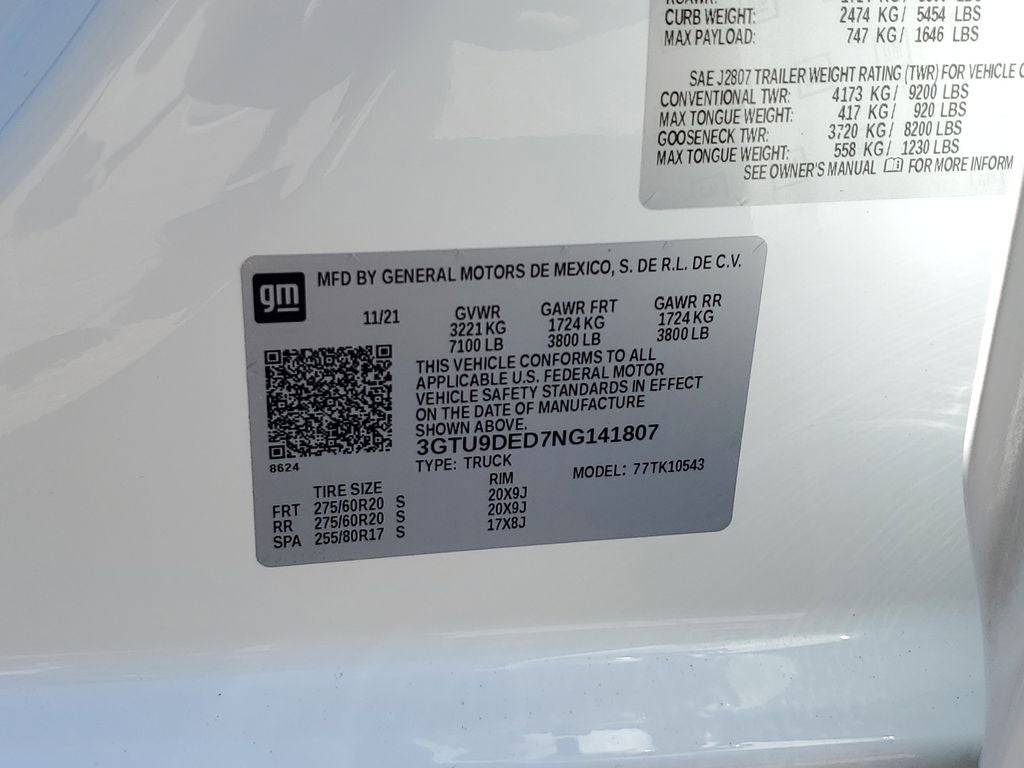 CURB WEIGHT: 2474 KG / 5454 LBS
MAX PAYLOAD: 747 KG / 1646 LBS
SAE J2807 TRAILER WEIGHT RATING (TWR) FOR VEHICLE
CONVENTIONAL TWR: 4173 KG / 9200 LBS
MAX TONGUE WEIGHT: 417 KG / 920 LBS
GOOSENECK TWR: 3720 KG / 8200 LBS
MAX TONGUE WEIGHT: 558 KG / 1230 LBS
SEE OWNER'S MANUAL FOR MORE INFORM
gm
MFD BY GENERAL MOTORS DE MEXICO, S. DE R.L. DE C.V.
11/21 GVWR GAWR FRT GAWR RR
3221 KG 1724 KG 1724 KG
7100 LB 3800 LB 3800 LB
THIS VEHICLE CONFORMS TO ALL
APPLICABLE U.S. FEDERAL MOTOR
VEHICLE SAFETY STANDARDS IN EFFECT
ON THE DATE OF MANUFACTURE
SHOWN ABOVE.
3GTU9DED7NG141807
8624
TYPE: TRUCK MODEL: 77TK10543
TIRE SIZE RIM
FRT 275/60R20 S 20X9J
RR 275/60R20 S 20X9J
SPA 255/80R17 S 17X8J